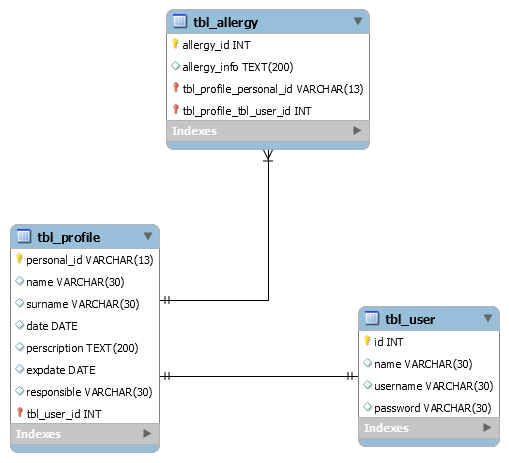 tbl_allergy
allergy_id INT
allergy_info TEXT(200)
tbl_profile_personal_id VARCHAR(13)
tbl_profile_tbl_user_id INT
Indexes
tbl_profile
personal_id VARCHAR(13)
name VARCHAR(30)
surname VARCHAR(30)
date DATE
perscription TEXT(200)
expdate DATE
responsible VARCHAR(30)
tbl_user_id INT
Indexes
tbl_user
id INT
name VARCHAR(30)
username VARCHAR(30)
password VARCHAR(30)
Indexes